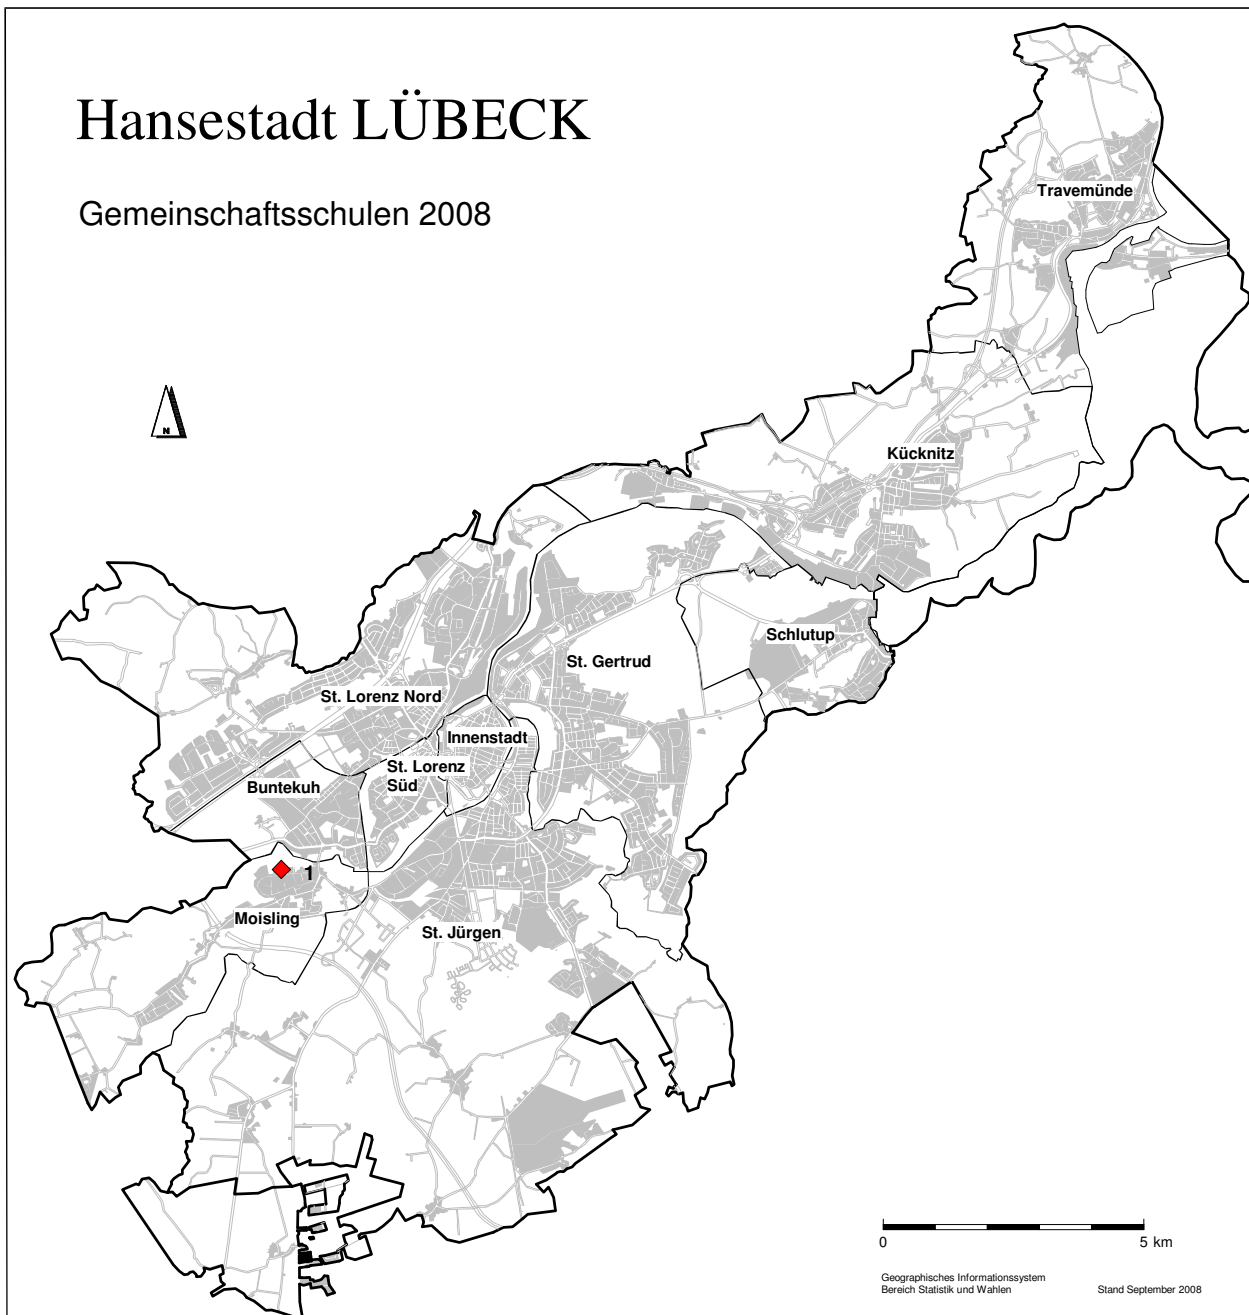 Hansestadt LÜBECK
Gemeinschaftsschulen 2008
Travemünde
N
Kücknitz
Schlutup
St. Gertrud
St. Lorenz Nord
Innenstadt
St. Lorenz
Süd
Buntekuh
1
Moisling
St. Jürgen
0 5 km
Geographisches Informationssystem
Bereich Statistik und Wahlen Stand September 2008